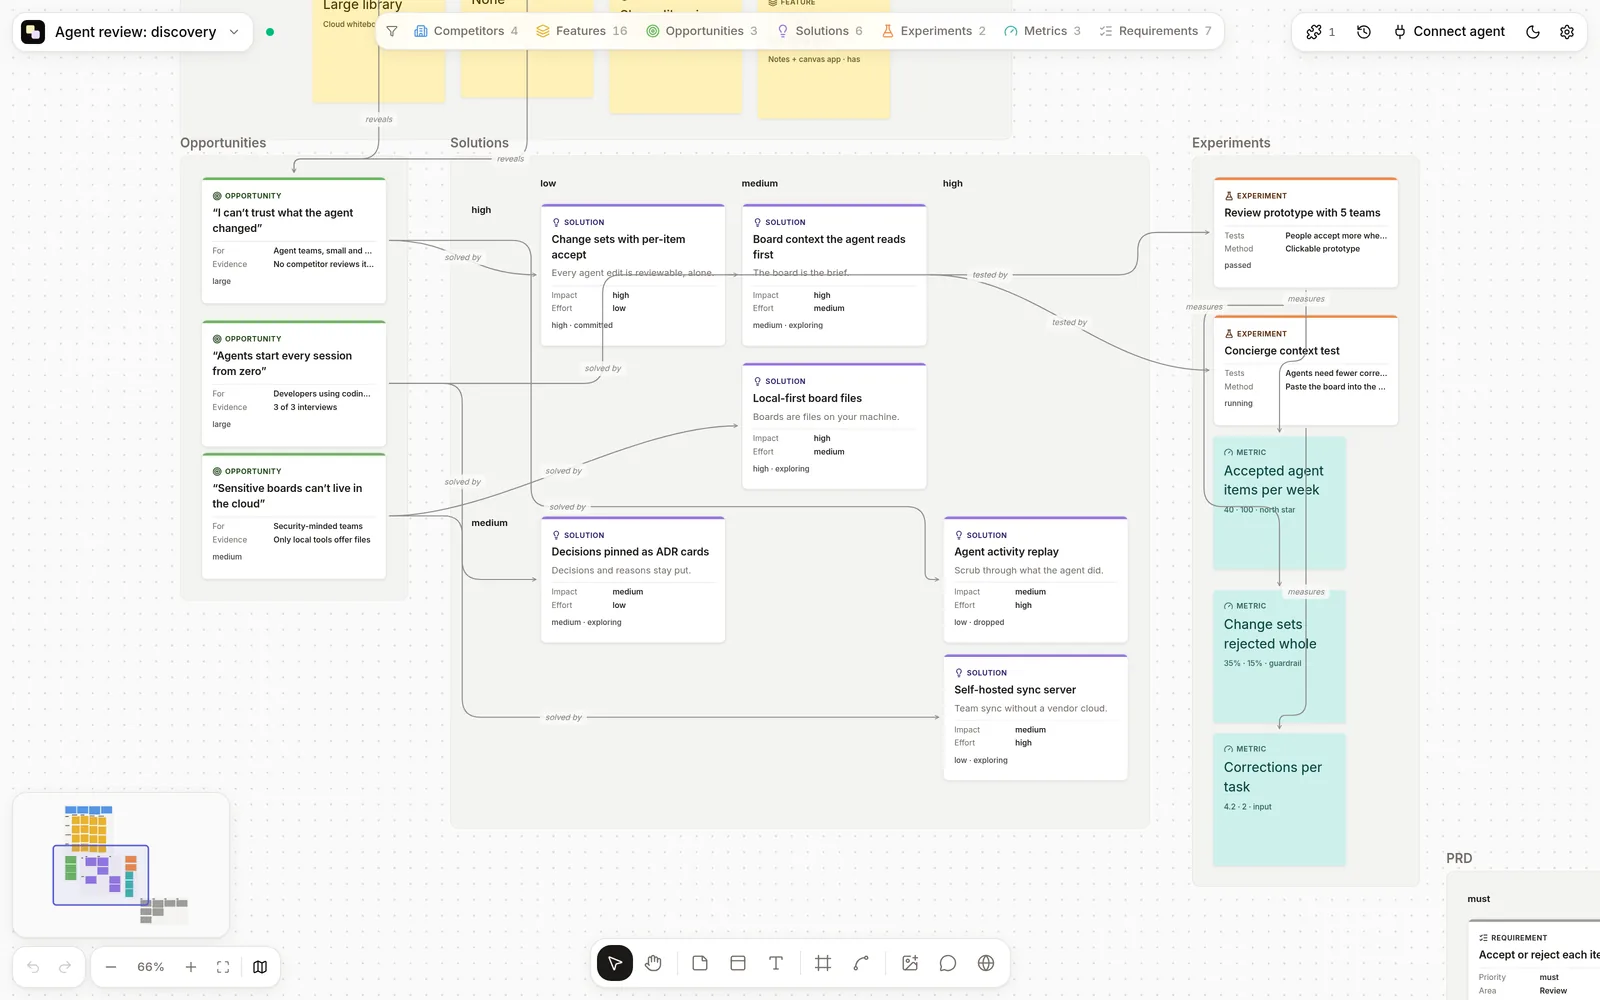 Large library
Cloud whitebo
None
FEATURE
Notes + canvas app · has
Agent review: discovery
Competitors 4
Features 16
Opportunities 3
Solutions 6
Experiments 2
Metrics 3
Requirements 7
1
Connect agent
reveals
reveals
Opportunities
OPPORTUNITY
“I can’t trust what the agent
changed”
For Agent teams, small and ...
Evidence No competitor reviews it...
large
OPPORTUNITY
“Agents start every session
from zero”
For Developers using codin...
Evidence 3 of 3 interviews
large
OPPORTUNITY
“Sensitive boards can’t live in
the cloud”
For Security-minded teams
Evidence Only local tools offer files
medium
solved by
solved by
solved by
solved by
solved by
solved by
Solutions
low
medium
high
high
SOLUTION
Change sets with per-item
accept
Every agent edit is reviewable, alone.
Impact high
Effort low
high · committed
SOLUTION
Board context the agent reads
first
The board is the brief.
Impact high
Effort medium
medium · exploring
SOLUTION
Local-first board files
Boards are files on your machine.
Impact high
Effort medium
high · exploring
medium
SOLUTION
Decisions pinned as ADR cards
Decisions and reasons stay put.
Impact medium
Effort low
medium · exploring
SOLUTION
Agent activity replay
Scrub through what the agent did.
Impact medium
Effort high
low · dropped
SOLUTION
Self-hosted sync server
Team sync without a vendor cloud.
Impact medium
Effort high
low · exploring
tested by
tested by
Experiments
EXPERIMENT
Review prototype with 5 teams
Tests People accept more whe...
Method Clickable prototype
passed
measures
measures
EXPERIMENT
Concierge context test
Tests Agents need fewer corre...
Method Paste the board into the ...
running
METRIC
Accepted agent
items per week
40 · 100 · north star
measures
METRIC
Change sets
rejected whole
35% · 15% · guardrail
METRIC
Corrections per
task
4.2 · 2 · input
PRD
must
REQUIREMENT
Accept or reject each ite
Priority must
Area Review
66%